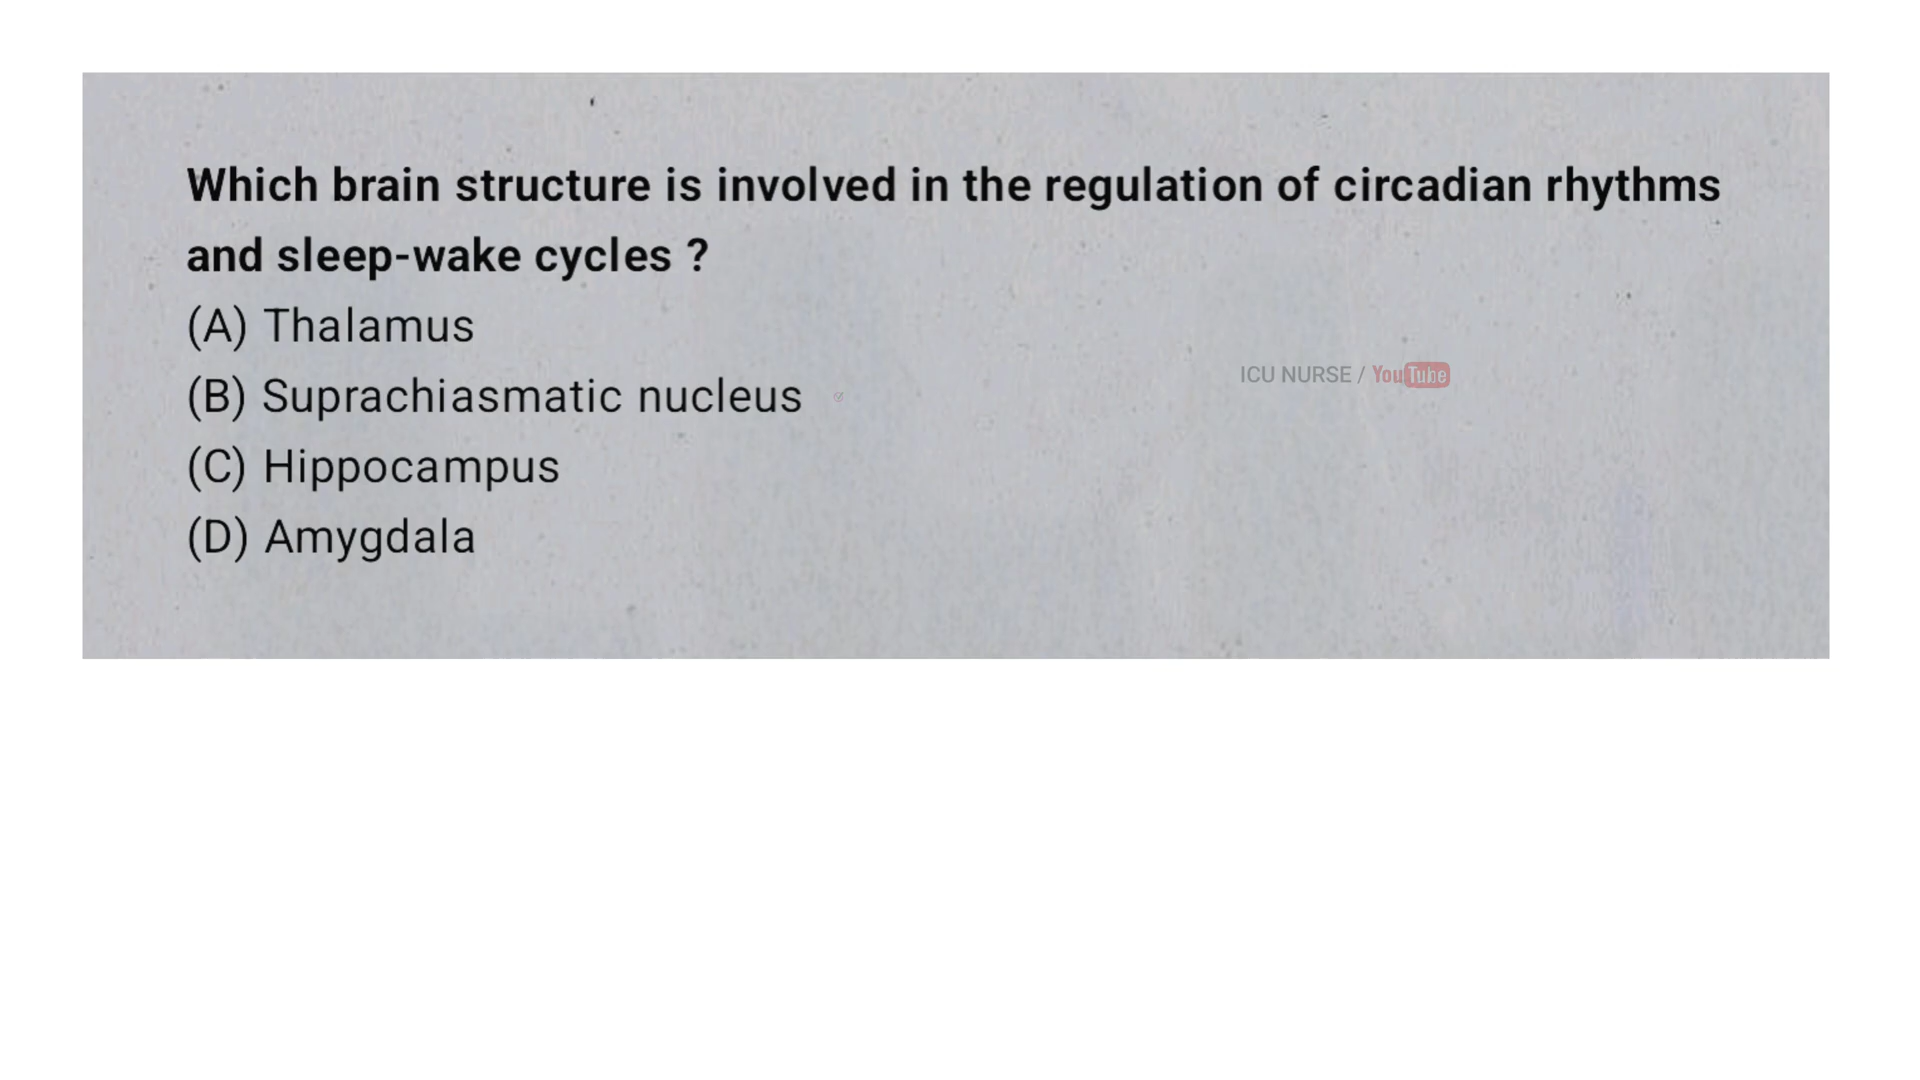 Which brain structure is involved in the regulation of circadian rhythms
and sleep-wake cycles ?
(A) Thalamus
(B) Suprachiasmatic nucleus
(C) Hippocampus
(D) Amygdala
ICU NURSE / YouTube